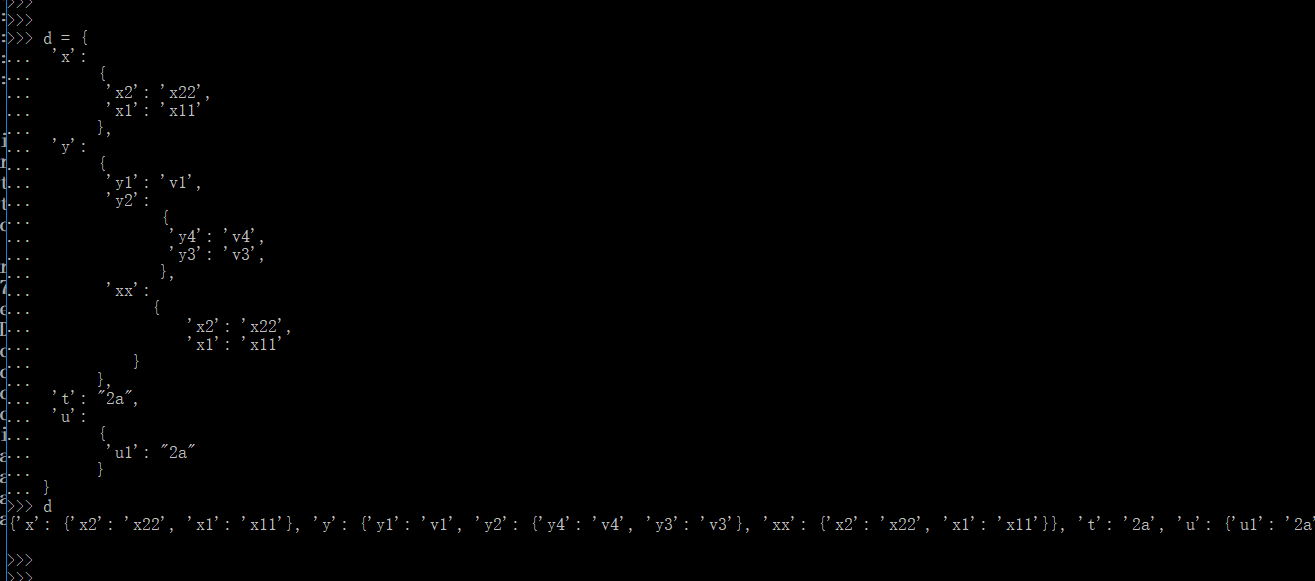 >>>
>>>
>>> d = {
... 'x':
...     {
...      'x2': 'x22',
...      'x1': 'x11'
...     },
... 'y':
...     {
...      'y1': 'v1',
...      'y2':
...          {
...           'y4': 'v4',
...           'y3': 'v3',
...          },
...      'xx':
...         {
...             'x2': 'x22',
...             'x1': 'x11'
...       }
...     },
... 't': "2a",
... 'u':
...     {
...      'u1': "2a"
...     }
... }
>>> d
{'x': {'x2': 'x22', 'x1': 'x11'}, 'y': {'y1': 'v1', 'y2': {'y4': 'v4', 'y3': 'v3'}, 'xx': {'x2': 'x22', 'x1': 'x11'}}, 't': '2a', 'u': {'u1': '2a'
>>>
>>>